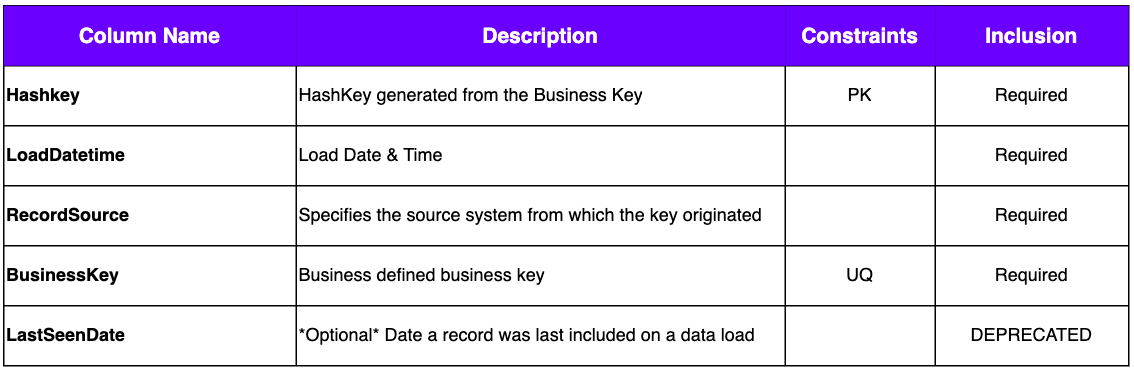 Column Name Description Constraints Inclusion
Hashkey HashKey generated from the Business Key PK Required
LoadDatetime Load Date & Time Required
RecordSource Specifies the source system from which the key originated Required
BusinessKey Business defined business key UQ Required
LastSeenDate *Optional* Date a record was last included on a data load DEPRECATED